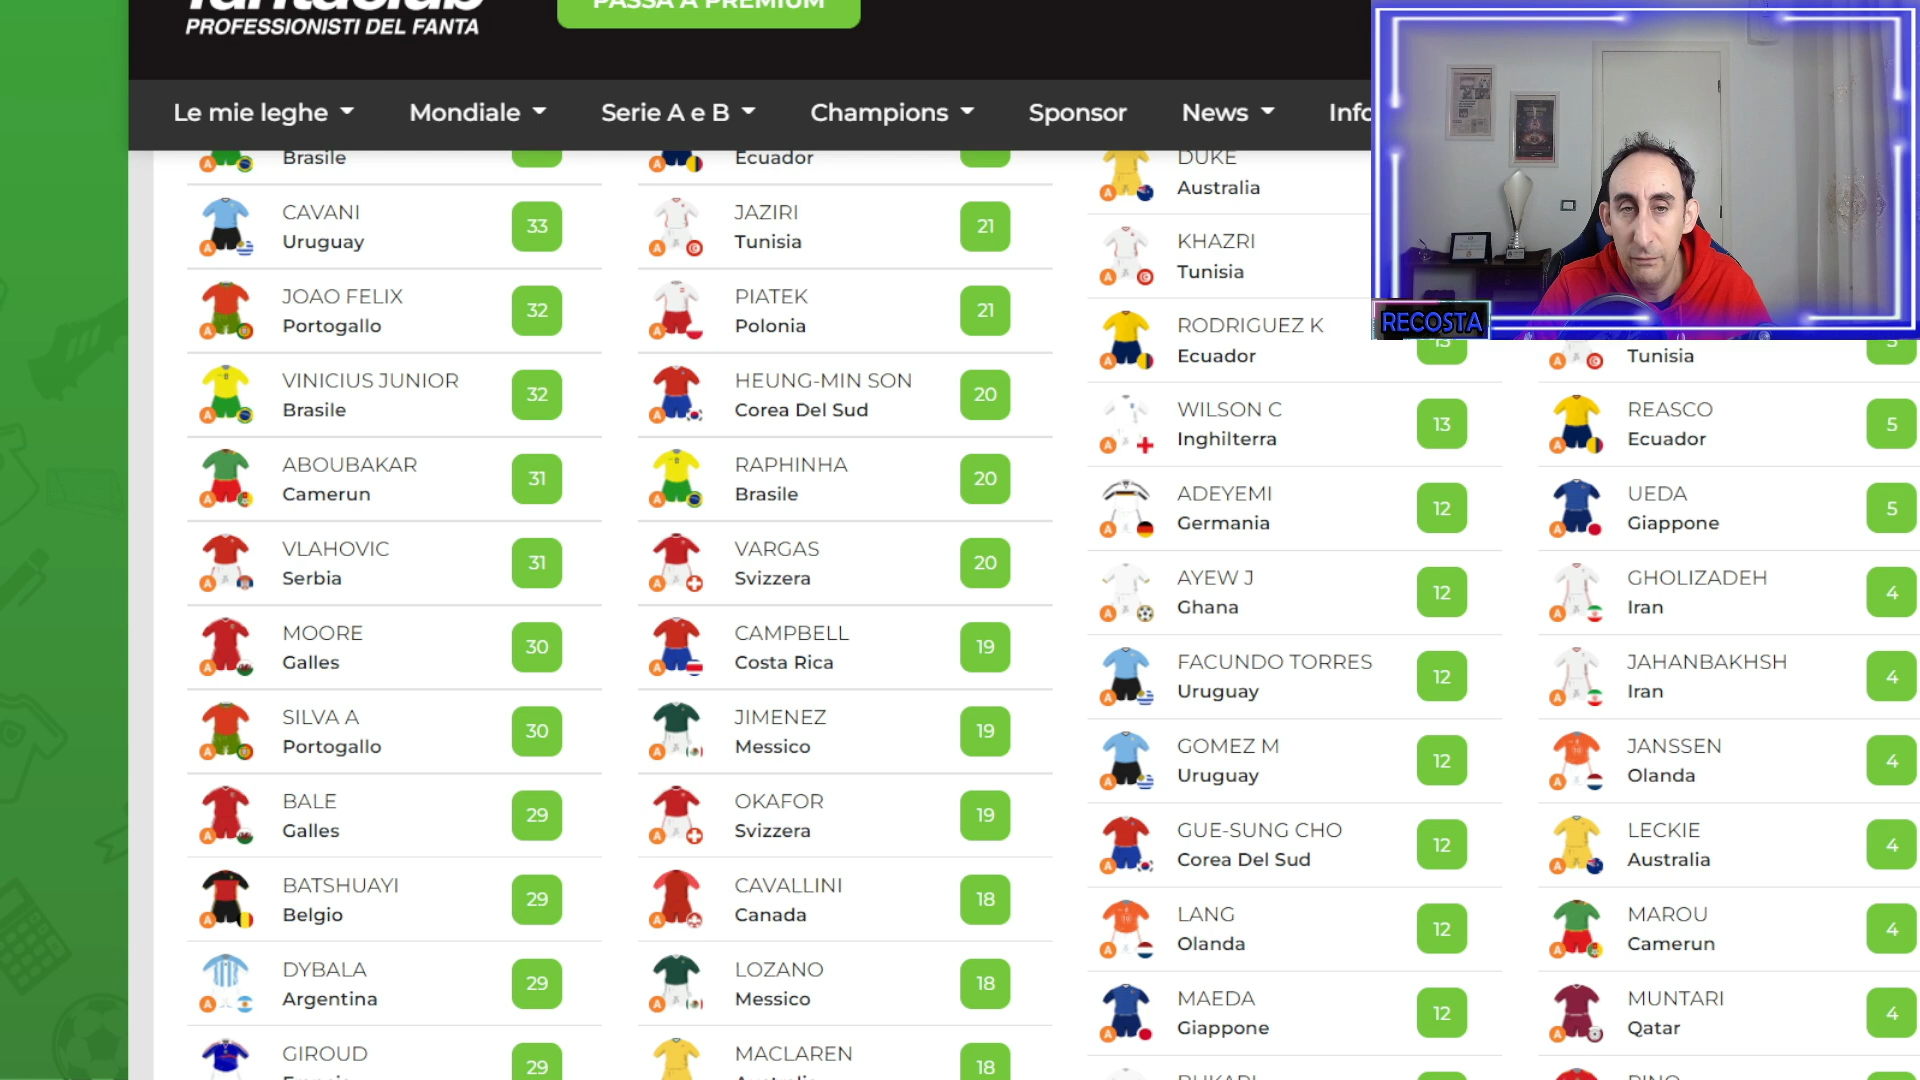 fantaclub
PROFESSIONISTI DEL FANTA
PASSA A PREMIUM
Le mie leghe
Mondiale
Serie A e B
Champions
Sponsor
News
Info
Brasile
CAVANI
Uruguay
33
JOAO FELIX
Portogallo
32
VINICIUS JUNIOR
Brasile
32
ABOUBAKAR
Camerun
31
VLAHOVIC
Serbia
31
MOORE
Galles
30
SILVA A
Portogallo
30
BALE
Galles
29
BATSHUAYI
Belgio
29
DYBALA
Argentina
29
GIROUD
29
Ecuador
JAZIRI
Tunisia
21
PIATEK
Polonia
21
HEUNG-MIN SON
Corea Del Sud
20
RAPHINHA
Brasile
20
VARGAS
Svizzera
20
CAMPBELL
Costa Rica
19
JIMENEZ
Messico
19
OKAFOR
Svizzera
19
CAVALLINI
Canada
18
LOZANO
Messico
18
MACLAREN
18
DUKE
Australia
KHAZRI
Tunisia
RODRIGUEZ K
Ecuador
WILSON C
Inghilterra
13
ADEYEMI
Germania
12
AYEW J
Ghana
12
FACUNDO TORRES
Uruguay
12
GOMEZ M
Uruguay
12
GUE-SUNG CHO
Corea Del Sud
12
LANG
Olanda
12
MAEDA
Giappone
12
RECOSTA
Tunisia
5
REASCO
Ecuador
5
UEDA
Giappone
5
GHOLIZADEH
Iran
4
JAHANBAKHSH
Iran
4
JANSSEN
Olanda
4
LECKIE
Australia
4
MAROU
Camerun
4
MUNTARI
Qatar
4